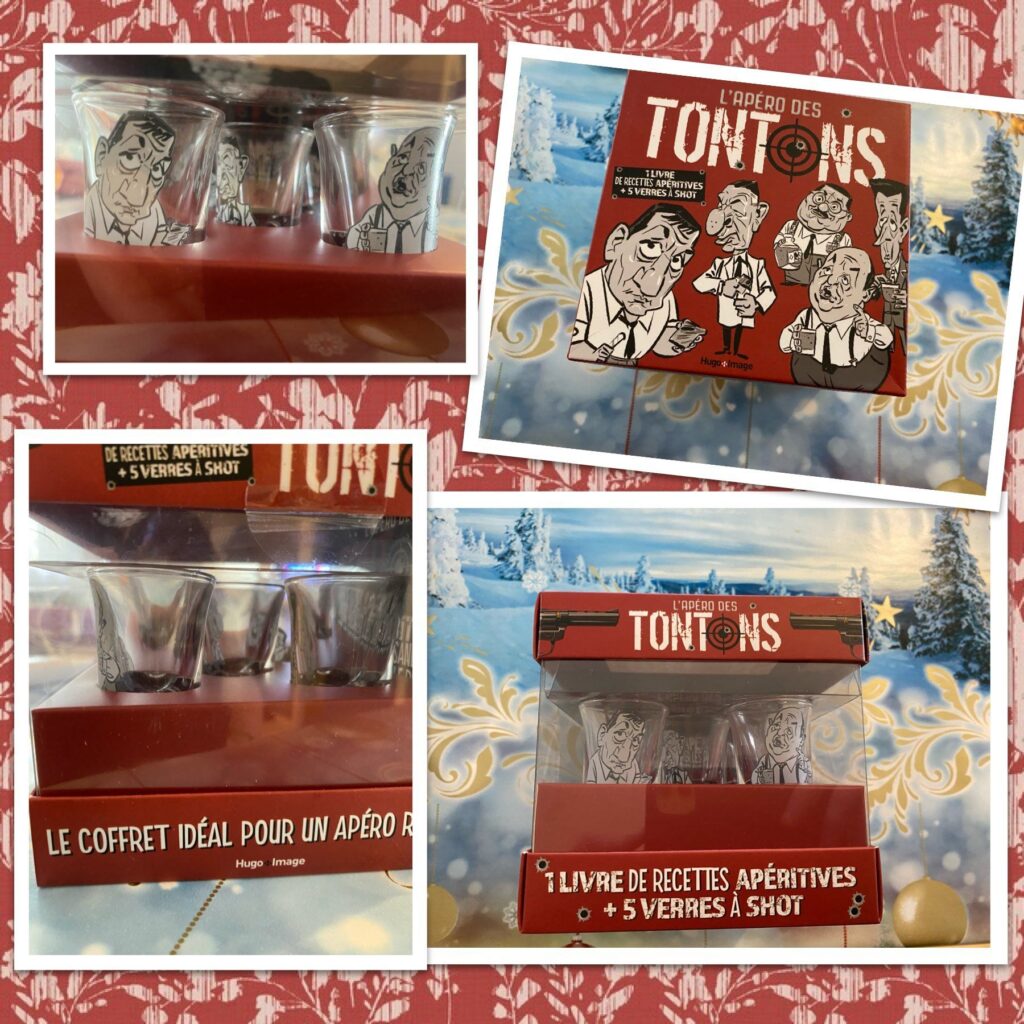 L'APÉRO DES
TONTONS
1 LIVRE
DE RECETTES APÉRITIVES
+ 5 VERRES À SHOT
Hugo Image
DE RECETTES APÉRITIVES
+ 5 VERRES À SHOT
TONT
LE COFFRET IDÉAL POUR UN APÉRO R
Hugo Image
L'APÉRO DES
TONTONS
1 LIVRE DE RECETTES APÉRITIVES
+ 5 VERRES À SHOT